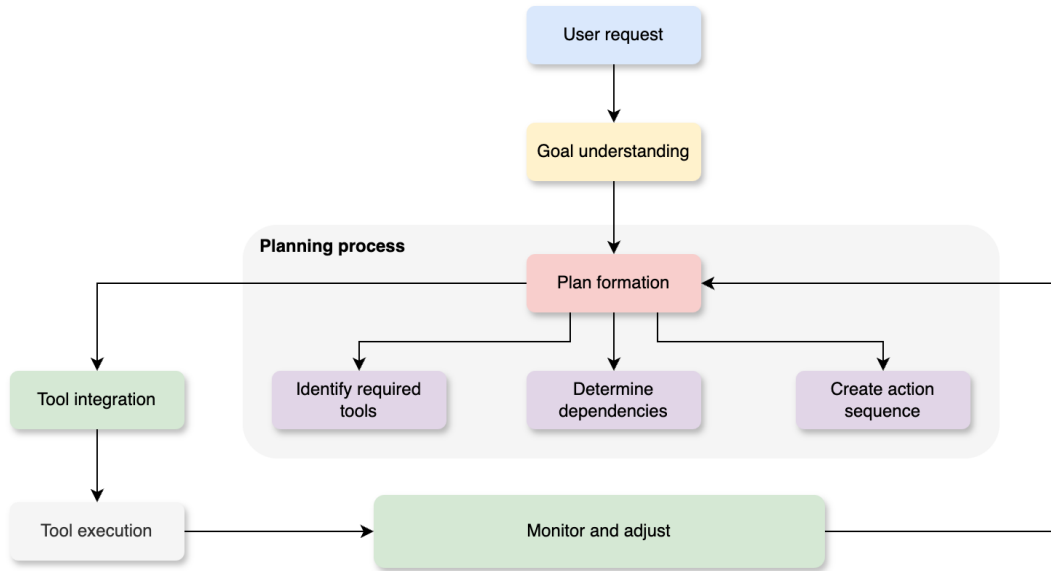 User request
Goal understanding
Planning process
Plan formation
Tool integration
Identify required
tools
Determine
dependencies
Create action
sequence
Tool execution
Monitor and adjust